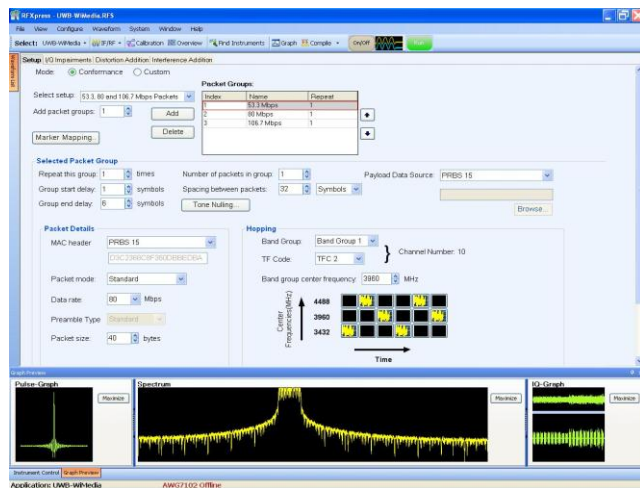 RFXpress - UWB-WiMedia.RFS
File View Configure Waveform System Window Help
Select: UWB-WiMedia IF/RF Calibration Overview Find Instruments Graph Compile On/Off Run
Waveform List
Setup I/Q Impairments Distortion Addition Interference Addition
Mode: Conformance Custom
Packet Groups:
Select setup: 53.3, 80 and 106.7 Mbps Packets
Index Name Repeat
1 53.3 Mbps 1
2 80 Mbps 1
3 106.7 Mbps 1
Add packet groups: 1 Add
Delete
Marker Mapping...
Selected Packet Group
Repeat this group: 1 times Number of packets in group: 1 Payload Data Source: PRBS 15
Group start delay: 1 symbols Spacing between packets: 32 Symbols
Group end delay: 6 symbols Tone Nulling... Browse...
Packet Details
MAC header PRBS 15
Packet mode: Standard
Data rate: 80 Mbps
Preamble Type Standard
Packet size: 40 bytes
Hopping
Band Group: Band Group 1
TF Code: TFC 2
Channel Number: 10
Band group center frequency: 3960 MHz
Center Frequencies(MHz)
4488
3960
3432
Time
Graph Preview
Pulse-Graph Maximize
Spectrum Maximize
IQ-Graph Maximize
Instrument Control Graph Preview
Application: UWB-WiMedia AWG7102 Offline